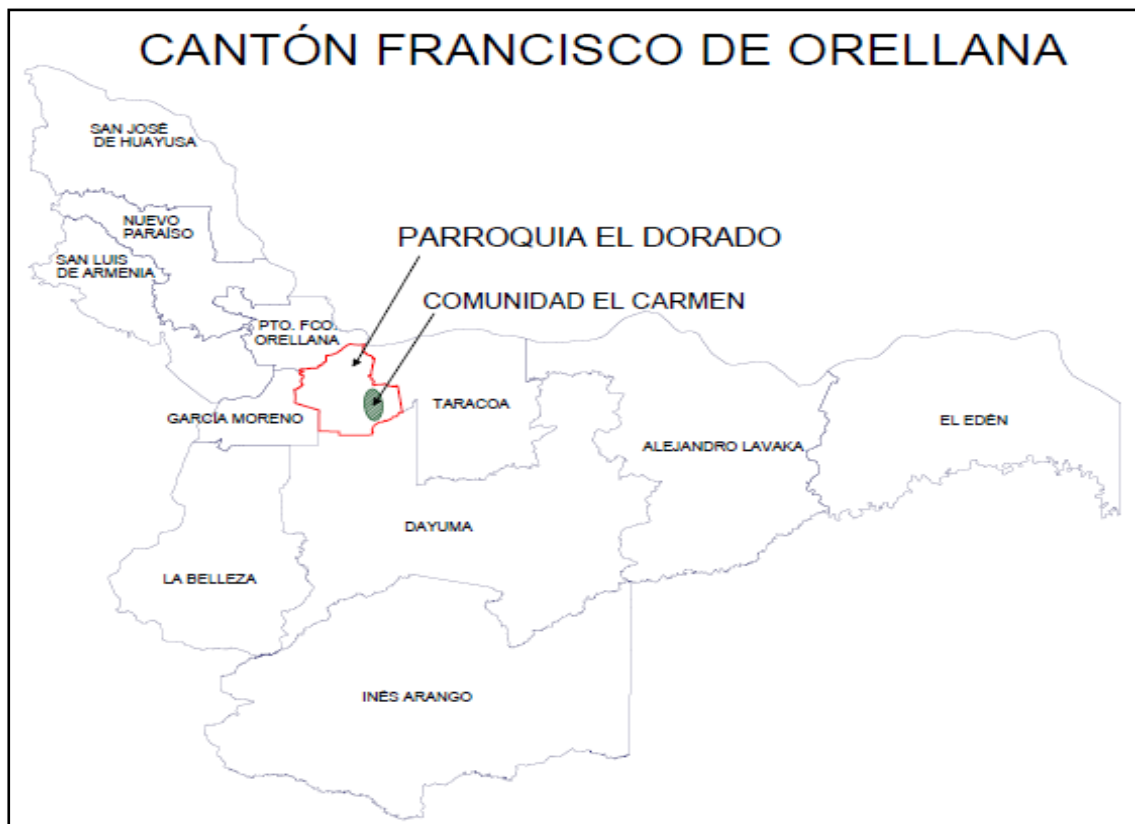 CANTÓN FRANCISCO DE ORELLANA
SAN JOSÉ
DE HUAYUSA
NUEVO
PARAÍSO
SAN LUIS
DE ARMENIA
PARROQUIA EL DORADO
COMUNIDAD EL CARMEN
PTO. FCO.
ORELLANA
GARCÍA MORENO
TARACOA
ALEJANDRO LAVAKA
EL EDÉN
DAYUMA
LA BELLEZA
INÉS ARANGO